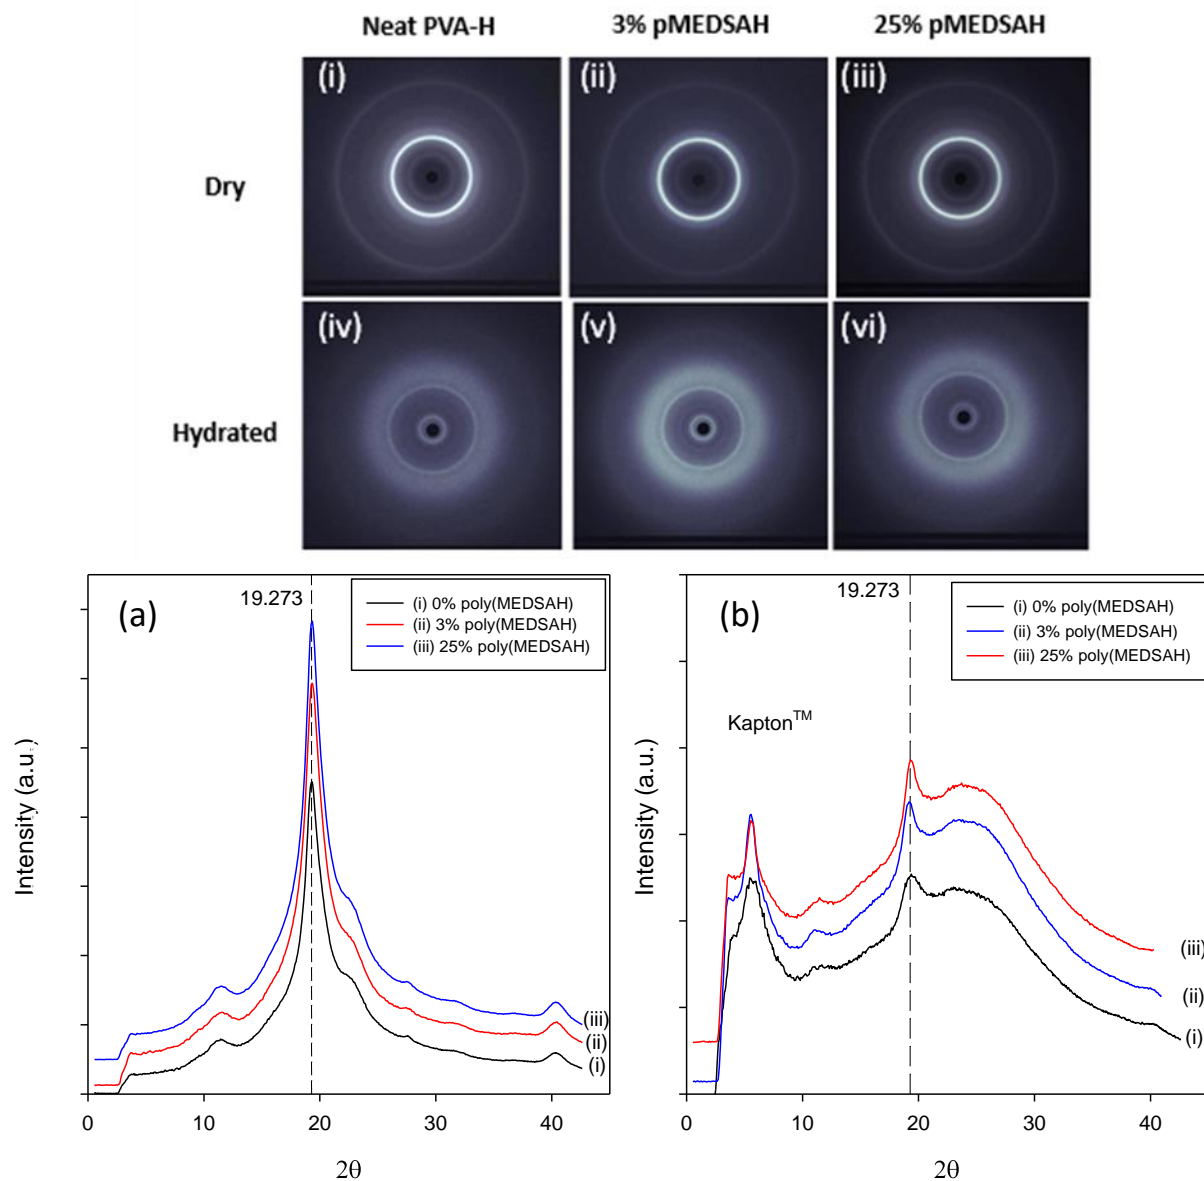 Neat PVA-H 3% pMEDSAH 25% pMEDSAH
(i) (ii) (iii)
Dry
(iv) (v) (vi)
Hydrated
(a)
19.273
(i) 0% poly(MEDSAH)
(ii) 3% poly(MEDSAH)
(iii) 25% poly(MEDSAH)
Intensity (a.u.)
(iii)
(ii)
(i)
0 10 20 30 40
2θ
(b)
19.273
(i) 0% poly(MEDSAH)
(ii) 3% poly(MEDSAH)
(iii) 25% poly(MEDSAH)
Kapton™
Intensity (a.u.)
(iii)
(ii)
(i)
0 10 20 30 40
2θ